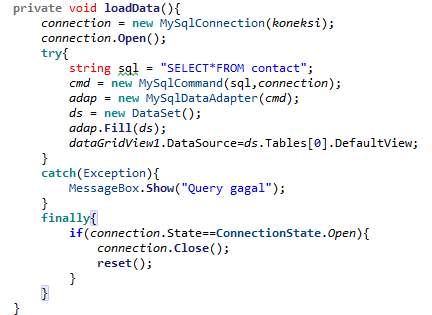 private void loadData(){
connection = new MySqlConnection(koneksi);
connection.Open();
try{
string sql = "SELECT*FROM contact";
cmd = new MySqlCommand(sql,connection);
adap = new MySqlDataAdapter(cmd);
ds = new DataSet();
adap.Fill(ds);
dataGridView1.DataSource=ds.Tables[0].DefaultView;
}
catch(Exception){
MessageBox.Show("Query gagal");
}
finally{
if(connection.State==ConnectionState.Open){
connection.Close();
reset();
}
}
}